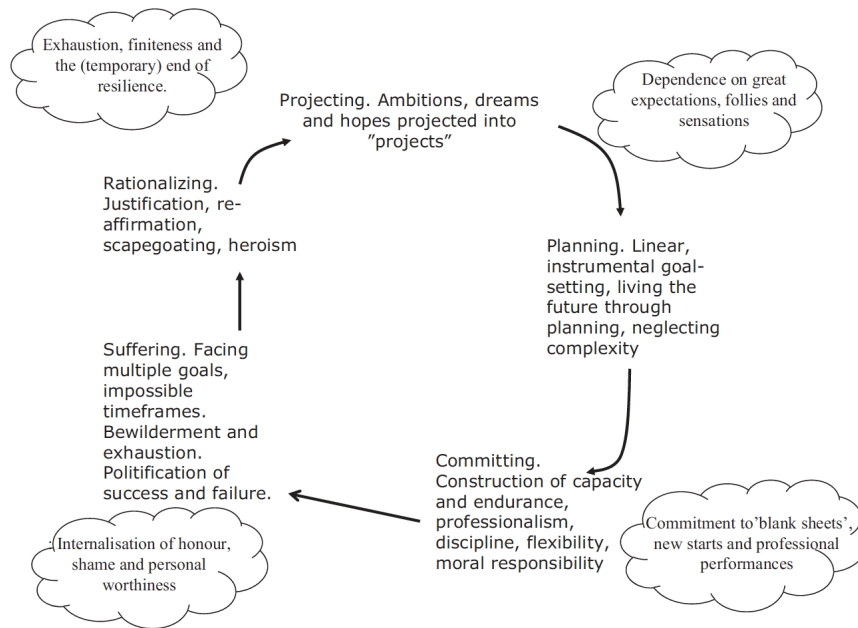 Exhaustion, finiteness and
the (temporary) end of
resilience.
Projecting. Ambitions, dreams
and hopes projected into
”projects”
Dependence on great
expectations, follies and
sensations
Planning. Linear,
instrumental goal-
setting, living the
future through
planning, neglecting
complexity
Committing.
Construction of capacity
and endurance,
professionalism,
discipline, flexibility,
moral responsibility
Commitment to’blank sheets’,
new starts and professional
performances
Suffering. Facing
multiple goals,
impossible
timeframes.
Bewilderment and
exhaustion.
Politification of
success and failure.
:Internalisation of honour,
shame and personal
worthiness
Rationalizing.
Justification, re-
affirmation,
scapegoating, heroism